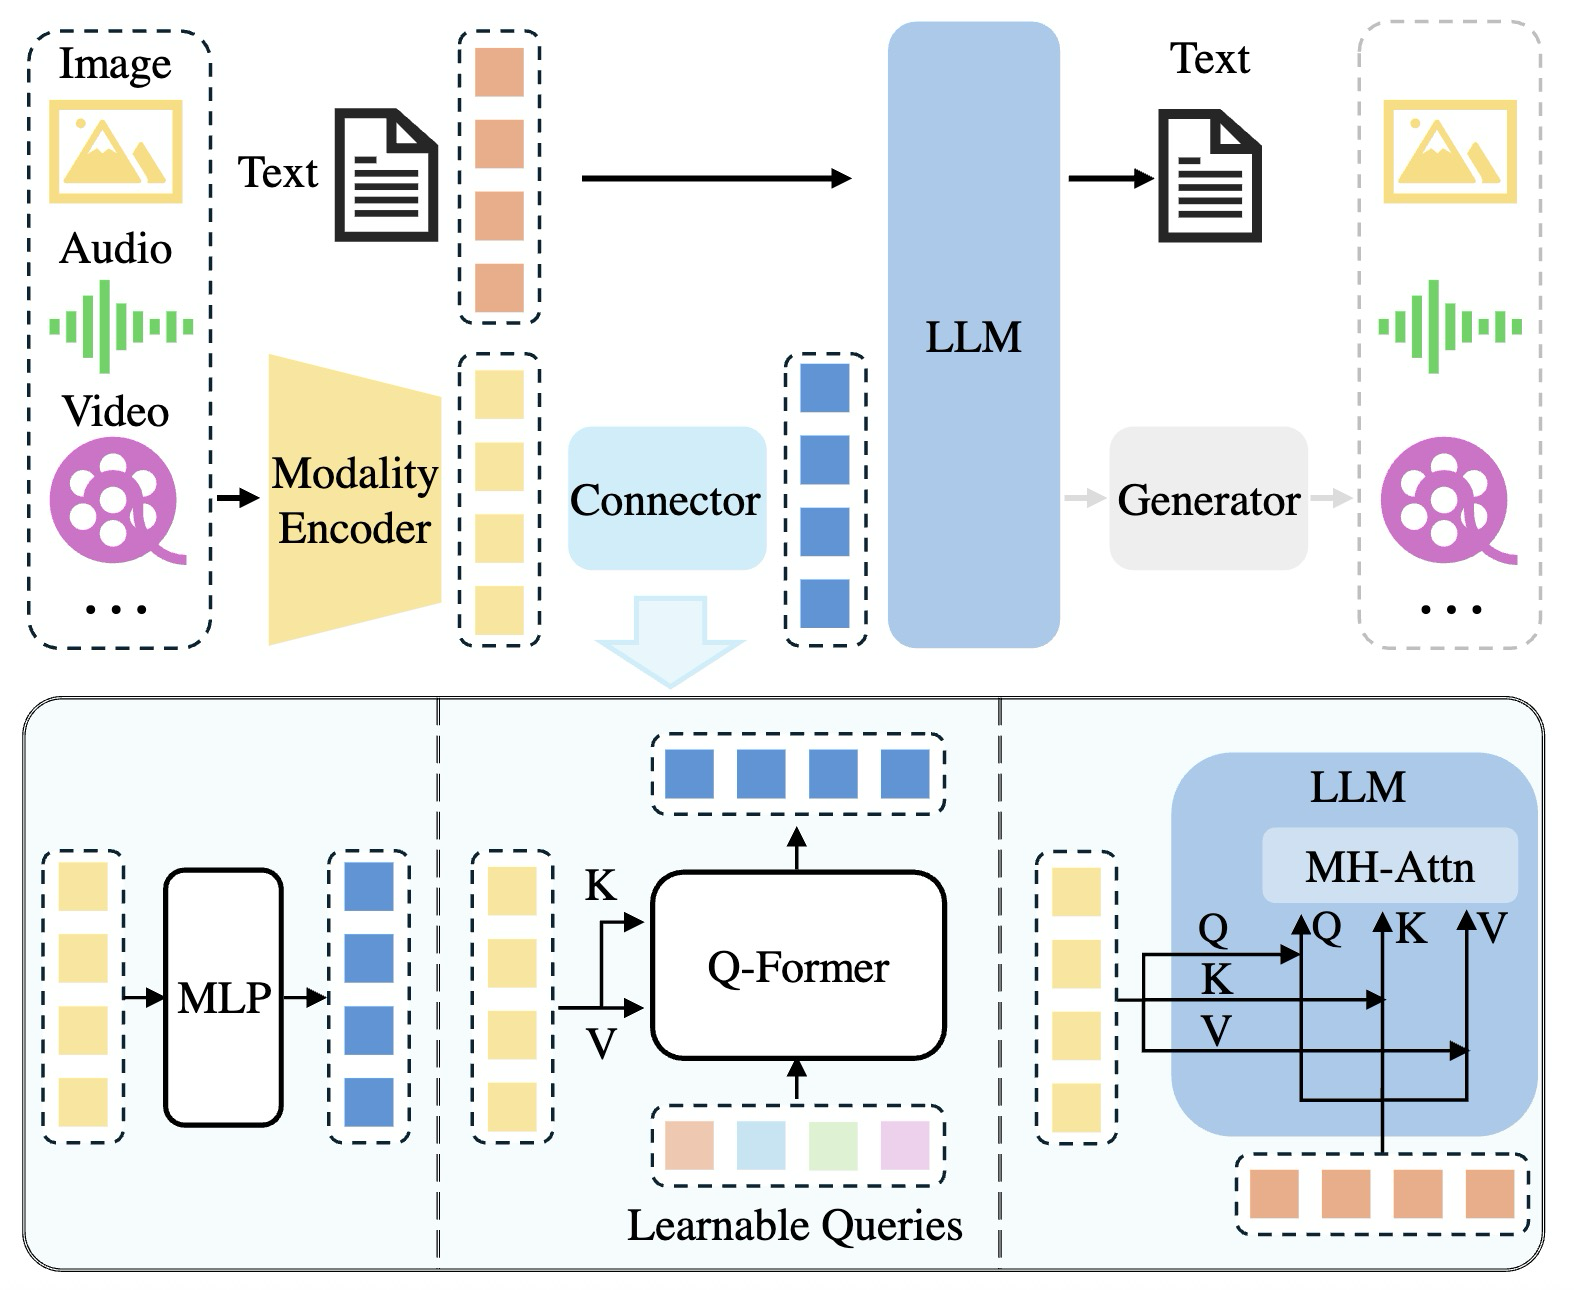 Image
Text
Text
Audio
LLM
Video
Modality
Encoder
Connector
Generator
...
...
MLP
K
V
Q-Former
Learnable Queries
LLM
MH-Attn
Q
K
V
Q
K
V